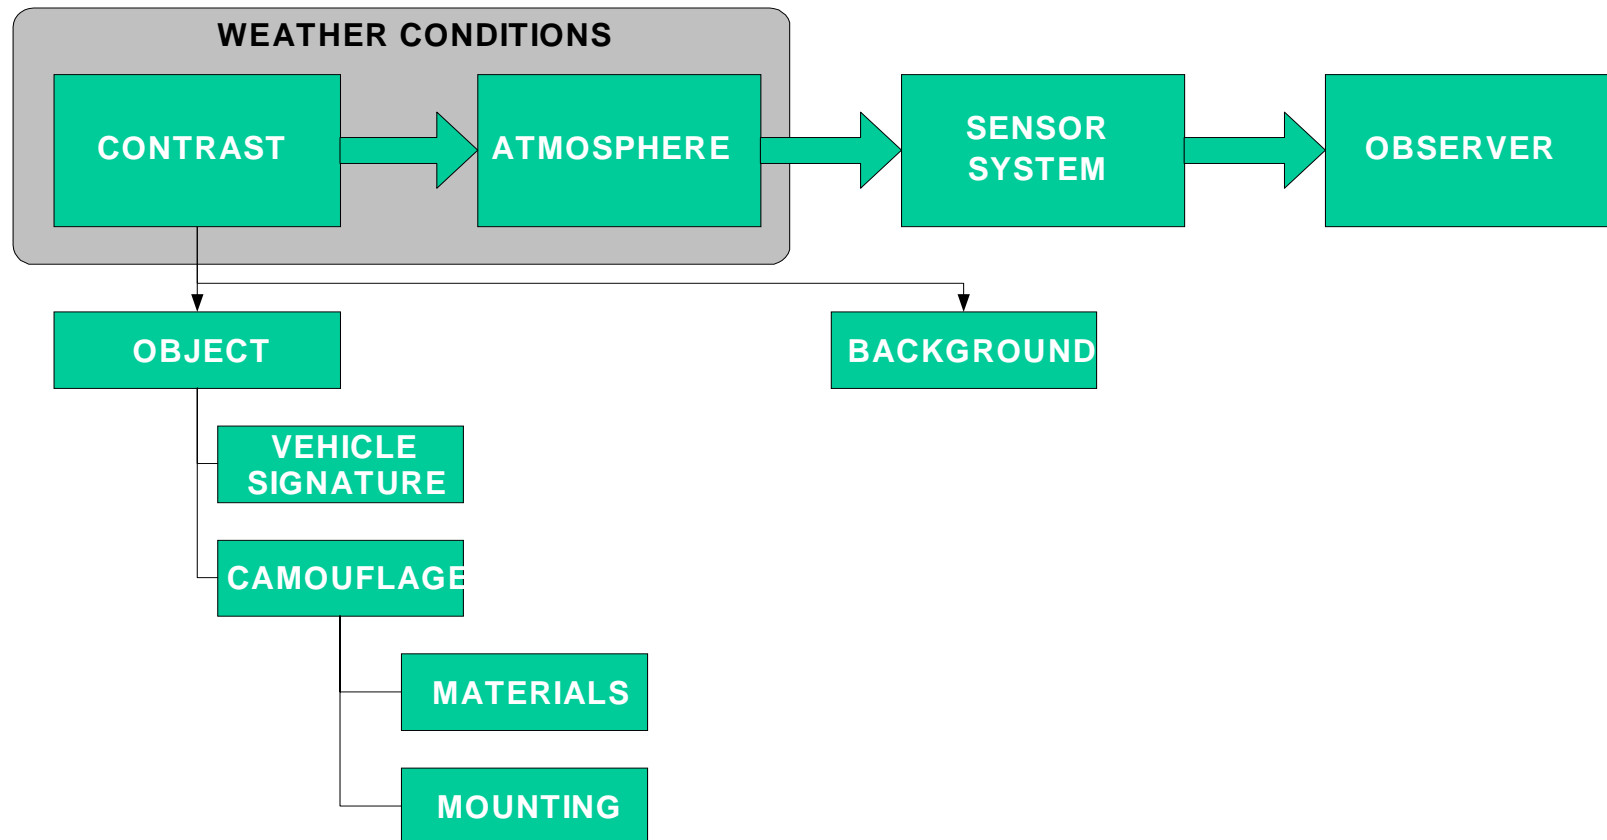 WEATHER CONDITIONS
CONTRAST
ATMOSPHERE
SENSOR
SYSTEM
OBSERVER
OBJECT
BACKGROUND
VEHICLE
SIGNATURE
CAMOUFLAGE
MATERIALS
MOUNTING